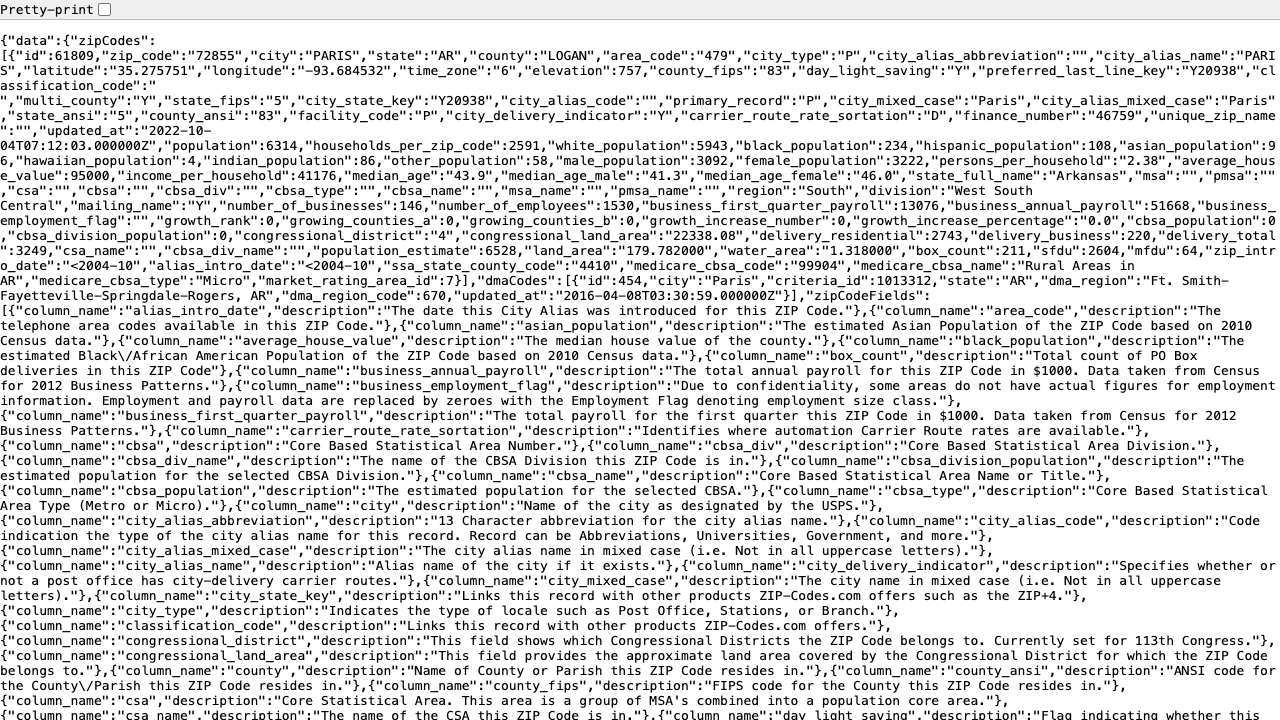 Pretty-print
{"data":{"zipCodes":
[{"id":61809,"zip_code":"72855","city":"PARIS","state":"AR","county":"LOGAN","area_code":"479","city_type":"P","city_alias_abbreviation":"","city_alias_name":"PARI
S","latitude":"35.275751","longitude":"-93.684532","time_zone":"6","elevation":757,"county_fips":"83","day_light_saving":"Y","preferred_last_line_key":"Y20938","cl
assification_code":"
","multi_county":"Y","state_fips":"5","city_state_key":"Y20938","city_alias_code":"","primary_record":"P","city_mixed_case":"Paris","city_alias_mixed_case":"Paris"
,"state_ansi":"5","county_ansi":"83","facility_code":"P","city_delivery_indicator":"Y","carrier_route_rate_sortation":"D","finance_number":"46759","unique_zip_name
":"","updated_at":"2022-10-
04T07:12:03.000000Z","population":6314,"households_per_zip_code":2591,"white_population":5943,"black_population":234,"hispanic_population":108,"asian_population":9
6,"hawaiian_population":4,"indian_population":86,"other_population":58,"male_population":3092,"female_population":3222,"persons_per_household":"2.38","average_hous
e_value":95000,"income_per_household":41176,"median_age":"43.9","median_age_male":"41.3","median_age_female":"46.0","state_full_name":"Arkansas","msa":"","pmsa":""
,"csa":"","cbsa":"","cbsa_div":"","cbsa_type":"","cbsa_name":"","msa_name":"","pmsa_name":"","region":"South","division":"West South
Central","mailing_name":"Y","number_of_businesses":146,"number_of_employees":1530,"business_first_quarter_payroll":13076,"business_annual_payroll":51668,"business_
employment_flag":"","growth_rank":0,"growing_counties_a":0,"growing_counties_b":0,"growth_increase_number":0,"growth_increase_percentage":"0.0","cbsa_population":0
,"cbsa_division_population":0,"congressional_district":"4","congressional_land_area":"22338.08","delivery_residential":2743,"delivery_business":220,"delivery_total
":3249,"csa_name":"","cbsa_div_name":"","population_estimate":6528,"land_area":"179.782000","water_area":"1.318000","box_count":211,"sfdu":2604,"mfdu":64,"zip_intr
o_date":"<2004-10","alias_intro_date":"<2004-10","ssa_state_county_code":"4410","medicare_cbsa_code":"99904","medicare_cbsa_name":"Rural Areas in
AR","medicare_cbsa_type":"Micro","market_rating_area_id":7}],"dmaCodes":[{"id":454,"city":"Paris","criteria_id":1013312,"state":"AR","dma_region":"Ft. Smith-
Fayetteville-Springdale-Rogers, AR","dma_region_code":670,"updated_at":"2016-04-08T03:30:59.000000Z"}],"zipCodeFields":
[{"column_name":"alias_intro_date","description":"The date this City Alias was introduced for this ZIP Code."},{"column_name":"area_code","description":"The
telephone area codes available in this ZIP Code."},{"column_name":"asian_population","description":"The estimated Asian Population of the ZIP Code based on 2010
Census data."},{"column_name":"average_house_value","description":"The median house value of the county."},{"column_name":"black_population","description":"The
estimated Black\/African American Population of the ZIP Code based on 2010 Census data."},{"column_name":"box_count","description":"Total count of PO Box
deliveries in this ZIP Code"},{"column_name":"business_annual_payroll","description":"The total annual payroll for this ZIP Code in $1000. Data taken from Census
for 2012 Business Patterns."},{"column_name":"business_employment_flag","description":"Due to confidentiality, some areas do not have actual figures for employment
information. Employment and payroll data are replaced by zeroes with the Employment Flag denoting employment size class."},
{"column_name":"business_first_quarter_payroll","description":"The total payroll for the first quarter this ZIP Code in $1000. Data taken from Census for 2012
Business Patterns."},{"column_name":"carrier_route_rate_sortation","description":"Identifies where automation Carrier Route rates are available."},
{"column_name":"cbsa","description":"Core Based Statistical Area Number."},{"column_name":"cbsa_div","description":"Core Based Statistical Area Division."},
{"column_name":"cbsa_div_name","description":"The name of the CBSA Division this ZIP Code is in."},{"column_name":"cbsa_division_population","description":"The
estimated population for the selected CBSA Division."},{"column_name":"cbsa_name","description":"Core Based Statistical Area Name or Title."},
{"column_name":"cbsa_population","description":"The estimated population for the selected CBSA."},{"column_name":"cbsa_type","description":"Core Based Statistical
Area Type (Metro or Micro)."},{"column_name":"city","description":"Name of the city as designated by the USPS."},
{"column_name":"city_alias_abbreviation","description":"13 Character abbreviation for the city alias name."},{"column_name":"city_alias_code","description":"Code
indication the type of the city alias name for this record. Record can be Abbreviations, Universities, Government, and more."},
{"column_name":"city_alias_mixed_case","description":"The city alias name in mixed case (i.e. Not in all uppercase letters)."},
{"column_name":"city_alias_name","description":"Alias name of the city if it exists."},{"column_name":"city_delivery_indicator","description":"Specifies whether or
not a post office has city-delivery carrier routes."},{"column_name":"city_mixed_case","description":"The city name in mixed case (i.e. Not in all uppercase
letters)."},{"column_name":"city_state_key","description":"Links this record with other products ZIP-Codes.com offers such as the ZIP+4."},
{"column_name":"city_type","description":"Indicates the type of locale such as Post Office, Stations, or Branch."},
{"column_name":"classification_code","description":"Links this record with other products ZIP-Codes.com offers."},
{"column_name":"congressional_district","description":"This field shows which Congressional Districts the ZIP Code belongs to. Currently set for 113th Congress."},
{"column_name":"congressional_land_area","description":"This field provides the approximate land area covered by the Congressional District for which the ZIP Code
belongs to."},{"column_name":"county","description":"Name of County or Parish this ZIP Code resides in."},{"column_name":"county_ansi","description":"ANSI code for
the County\/Parish this ZIP Code resides in."},{"column_name":"county_fips","description":"FIPS code for the County this ZIP Code resides in."},
{"column_name":"csa","description":"Core Statistical Area. This area is a group of MSA's combined into a population core area."},
{"column_name":"csa_name","description":"The name of the CSA this ZIP Code is in."},{"column_name":"day_light_saving","description":"Flag indicating whether this